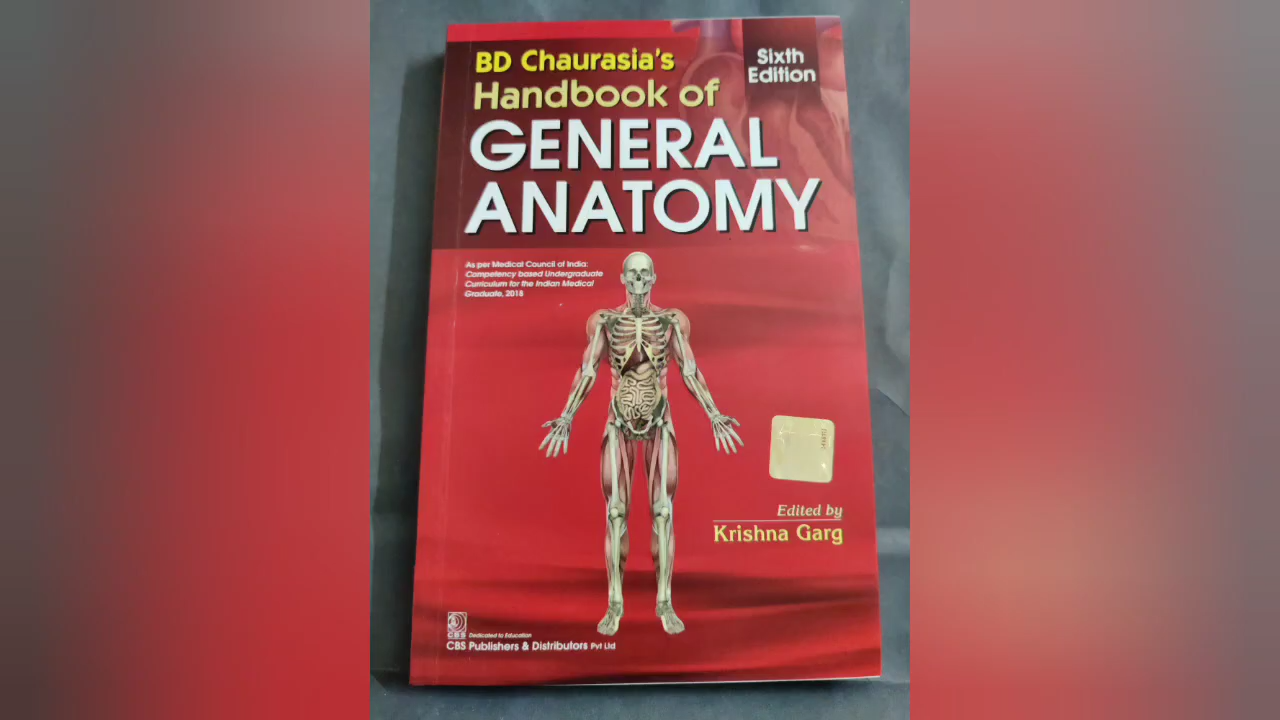 BD Chaurasia's
Handbook of
GENERAL
ANATOMY
Sixth
Edition
As per Medical Council of India:
Competency based Undergraduate
Curriculum for the Indian Medical
Graduate, 2018
Edited by
Krishna Garg
CBS
Dedicated to Education
CBS Publishers & Distributors Pvt Ltd